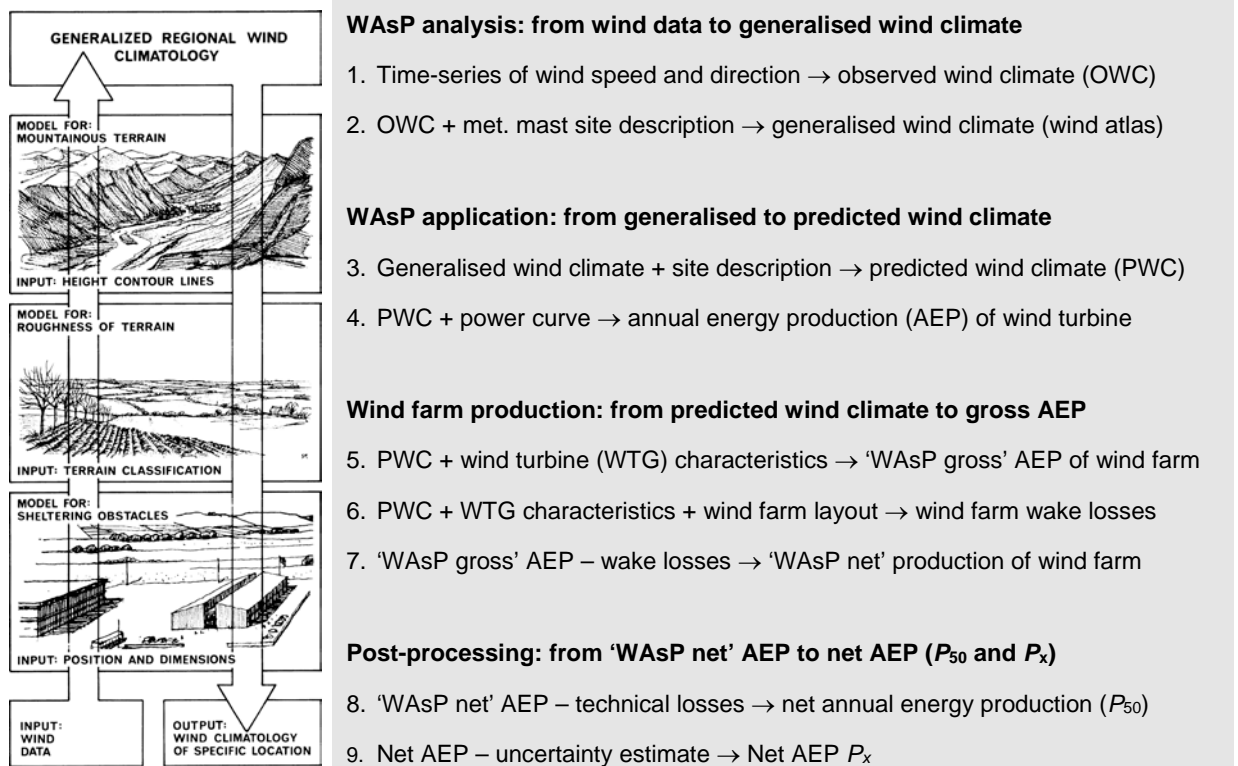 GENERALIZED REGIONAL WIND
CLIMATOLOGY
MODEL FOR:
MOUNTAINOUS TERRAIN
INPUT: HEIGHT CONTOUR LINES
MODEL FOR:
ROUGHNESS OF TERRAIN
INPUT: TERRAIN CLASSIFICATION
MODEL FOR:
SHELTERING OBSTACLES
INPUT: POSITION AND DIMENSIONS
INPUT:
WIND
DATA
OUTPUT:
WIND CLIMATOLOGY
OF SPECIFIC LOCATION
WAsP analysis: from wind data to generalised wind climate
1. Time-series of wind speed and direction → observed wind climate (OWC)
2. OWC + met. mast site description → generalised wind climate (wind atlas)
WAsP application: from generalised to predicted wind climate
3. Generalised wind climate + site description → predicted wind climate (PWC)
4. PWC + power curve → annual energy production (AEP) of wind turbine
Wind farm production: from predicted wind climate to gross AEP
5. PWC + wind turbine (WTG) characteristics → ‘WAsP gross’ AEP of wind farm
6. PWC + WTG characteristics + wind farm layout → wind farm wake losses
7. ‘WAsP gross’ AEP – wake losses → ‘WAsP net’ production of wind farm
Post-processing: from ‘WAsP net’ AEP to net AEP (P50 and Px)
8. ‘WAsP net’ AEP – technical losses → net annual energy production (P50)
9. Net AEP – uncertainty estimate → Net AEP Px